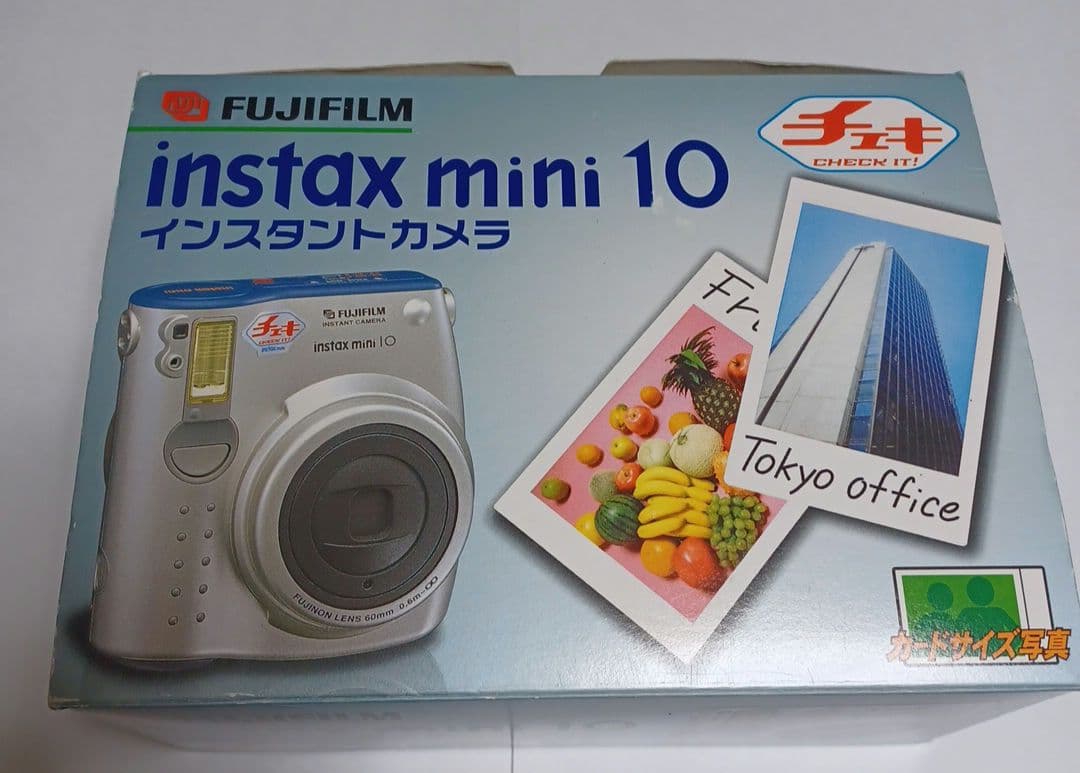 FUJIFILM
instax mini 10
インスタントカメラ
チェキ
CHECK IT!
チェキ
CHECK IT!
FUJIFILM
INSTANT CAMERA
instax mini 10
FUJINON LENS 60mm 0.6m-∞
Tokyo office
カードサイズ写真